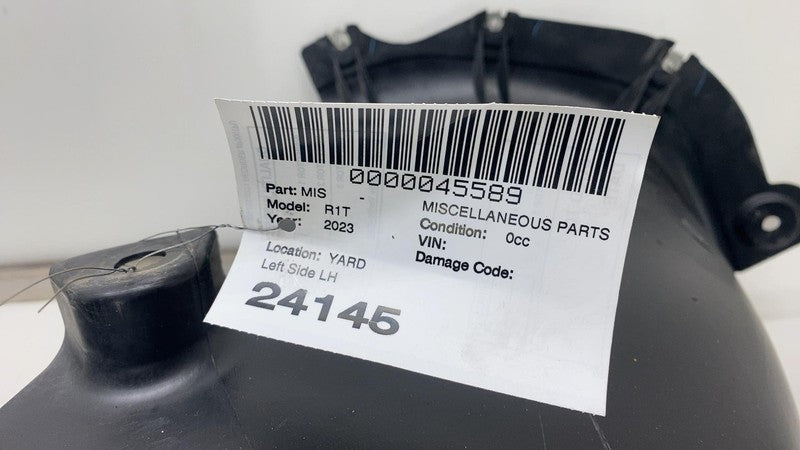 0000045589
Part: MIS - MISCELLANEOUS PARTS
Model: R1T Condition: 0cc
Year: 2023 VIN:
Location: YARD Damage Code:
Left Side LH
24145